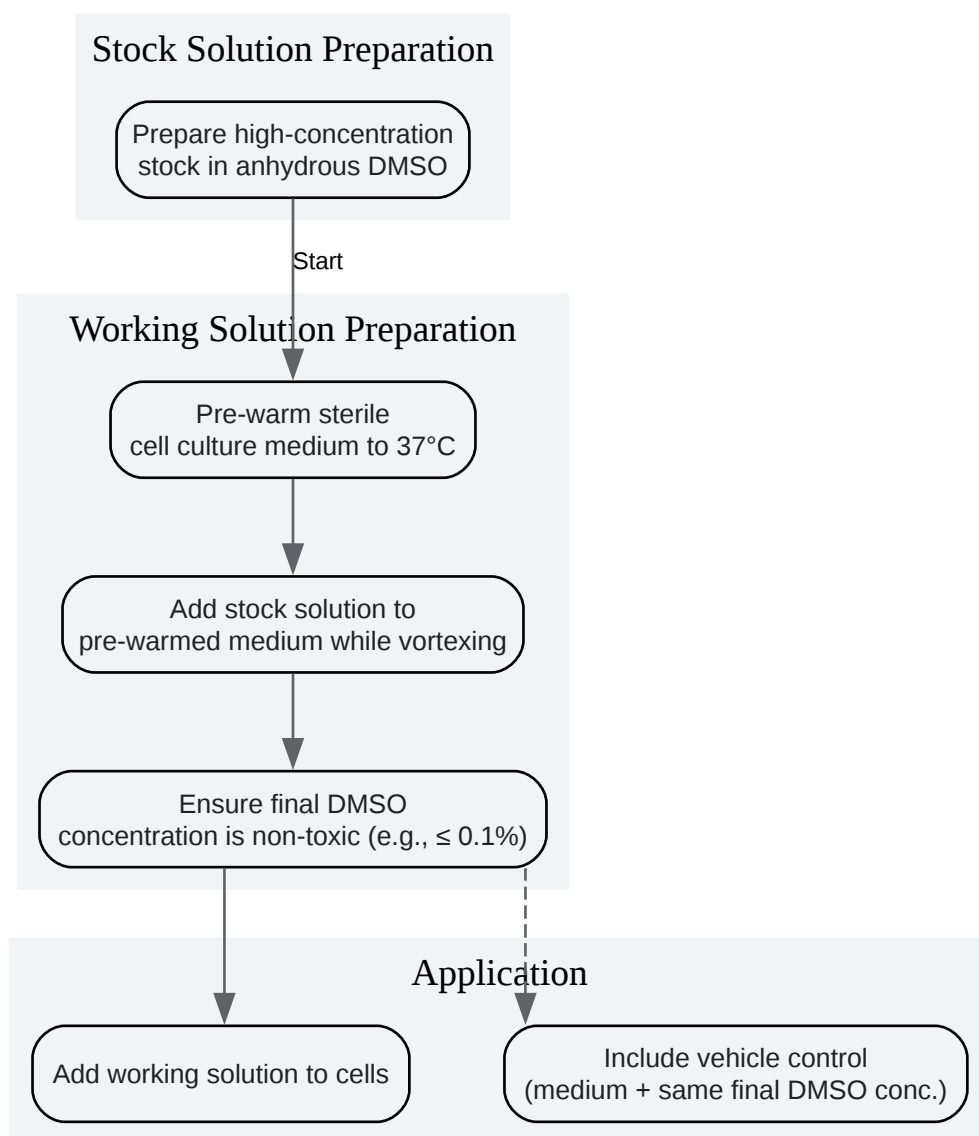 Stock Solution Preparation
Prepare high-concentration
stock in anhydrous DMSO
Start
Working Solution Preparation
Pre-warm sterile
cell culture medium to 37°C
Add stock solution to
pre-warmed medium while vortexing
Ensure final DMSO
concentration is non-toxic (e.g., ≤ 0.1%)
Application
Add working solution to cells
Include vehicle control
(medium + same final DMSO conc.)